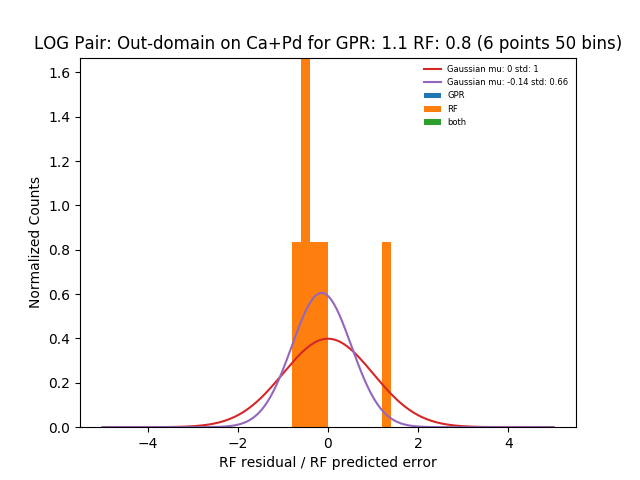 LOG Pair: Out-domain on Ca+Pd for GPR: 1.1 RF: 0.8 (6 points 50 bins)
Gaussian mu: 0 std: 1
Gaussian mu: -0.14 std: 0.66
GPR
RF
both
Normalized Counts
1.6
1.4
1.2
1.0
0.8
0.6
0.4
0.2
0.0
−4
−2
0
2
4
RF residual / RF predicted error